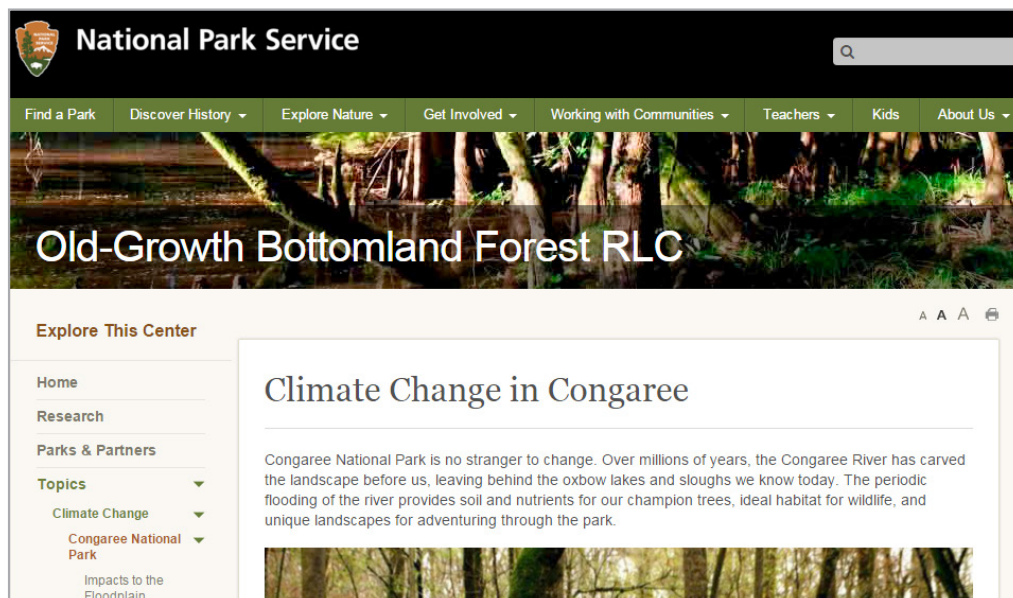 National Park Service
Find a Park Discover History Explore Nature Get Involved Working with Communities Teachers Kids About Us
Old-Growth Bottomland Forest RLC
A A A
Explore This Center
Home
Research
Parks & Partners
Topics
Climate Change
Congaree National
Park
Impacts to the
Floodplain
Climate Change in Congaree
Congaree National Park is no stranger to change. Over millions of years, the Congaree River has carved
the landscape before us, leaving behind the oxbow lakes and sloughs we know today. The periodic
flooding of the river provides soil and nutrients for our champion trees, ideal habitat for wildlife, and
unique landscapes for adventuring through the park.